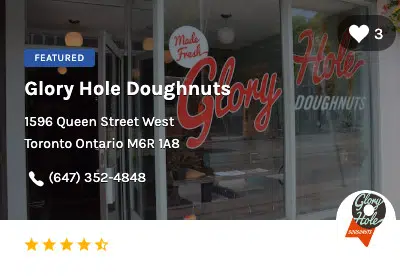 3
FEATURED
Made
Fresh
Glory Hole
DOUGHNUTS
Glory Hole Doughnuts
1596 Queen Street West
Toronto Ontario M6R 1A8
(647) 352-4848
Glory
Hole
DOUGHNUTS